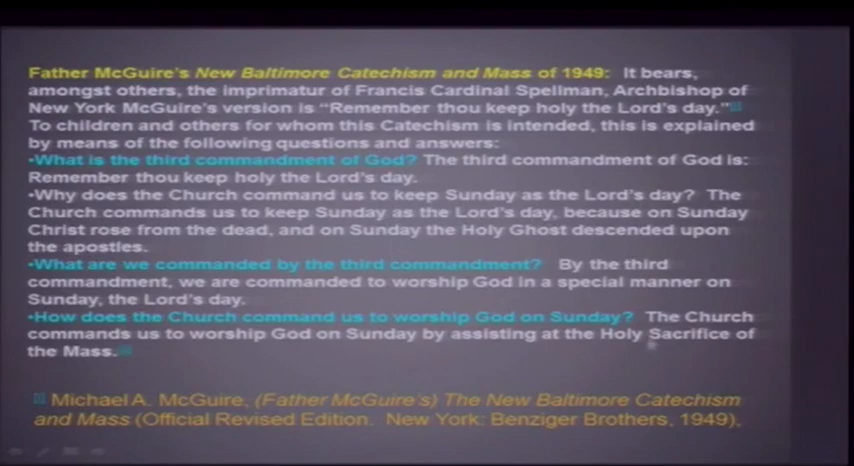 Father McGuire's New Baltimore Catechism and Mass of 1949: It bears,
amongst others, the imprimatur of Francis Cardinal Spellman, Archbishop of
New York McGuire's version is "Remember thou keep holy the Lord's day."
To children and others for whom this Catechism is intended, this is explained
by means of the following questions and answers:
•What is the third commandment of God? The third commandment of God is:
Remember thou keep holy the Lord's day.
•Why does the Church command us to keep Sunday as the Lord's day? The
Church commands us to keep Sunday as the Lord's day, because on Sunday
Christ rose from the dead, and on Sunday the Holy Ghost descended upon
the apostles.
•What are we commanded by the third commandment? By the third
commandment, we are commanded to worship God in a special manner on
Sunday, the Lord's day.
•How does the Church command us to worship God on Sunday? The Church
commands us to worship God on Sunday by assisting at the Holy Sacrifice of
the Mass.
Michael A. McGuire, (Father McGuire's) The New Baltimore Catechism
and Mass (Official Revised Edition. New York: Benziger Brothers, 1949),